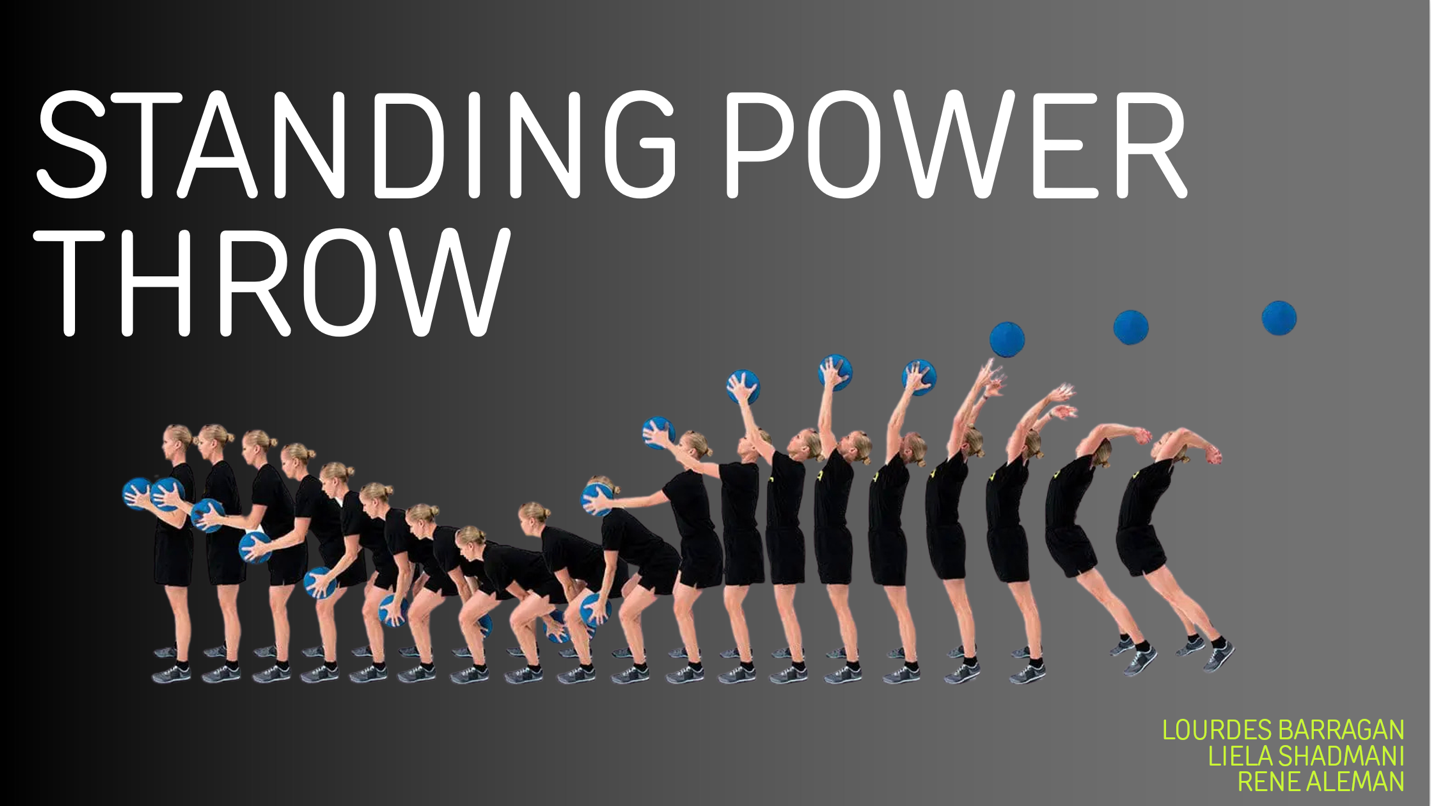 STANDING POWER
THROW
LOURDES BARRAGAN
LIELA SHADMANI
RENE ALEMAN